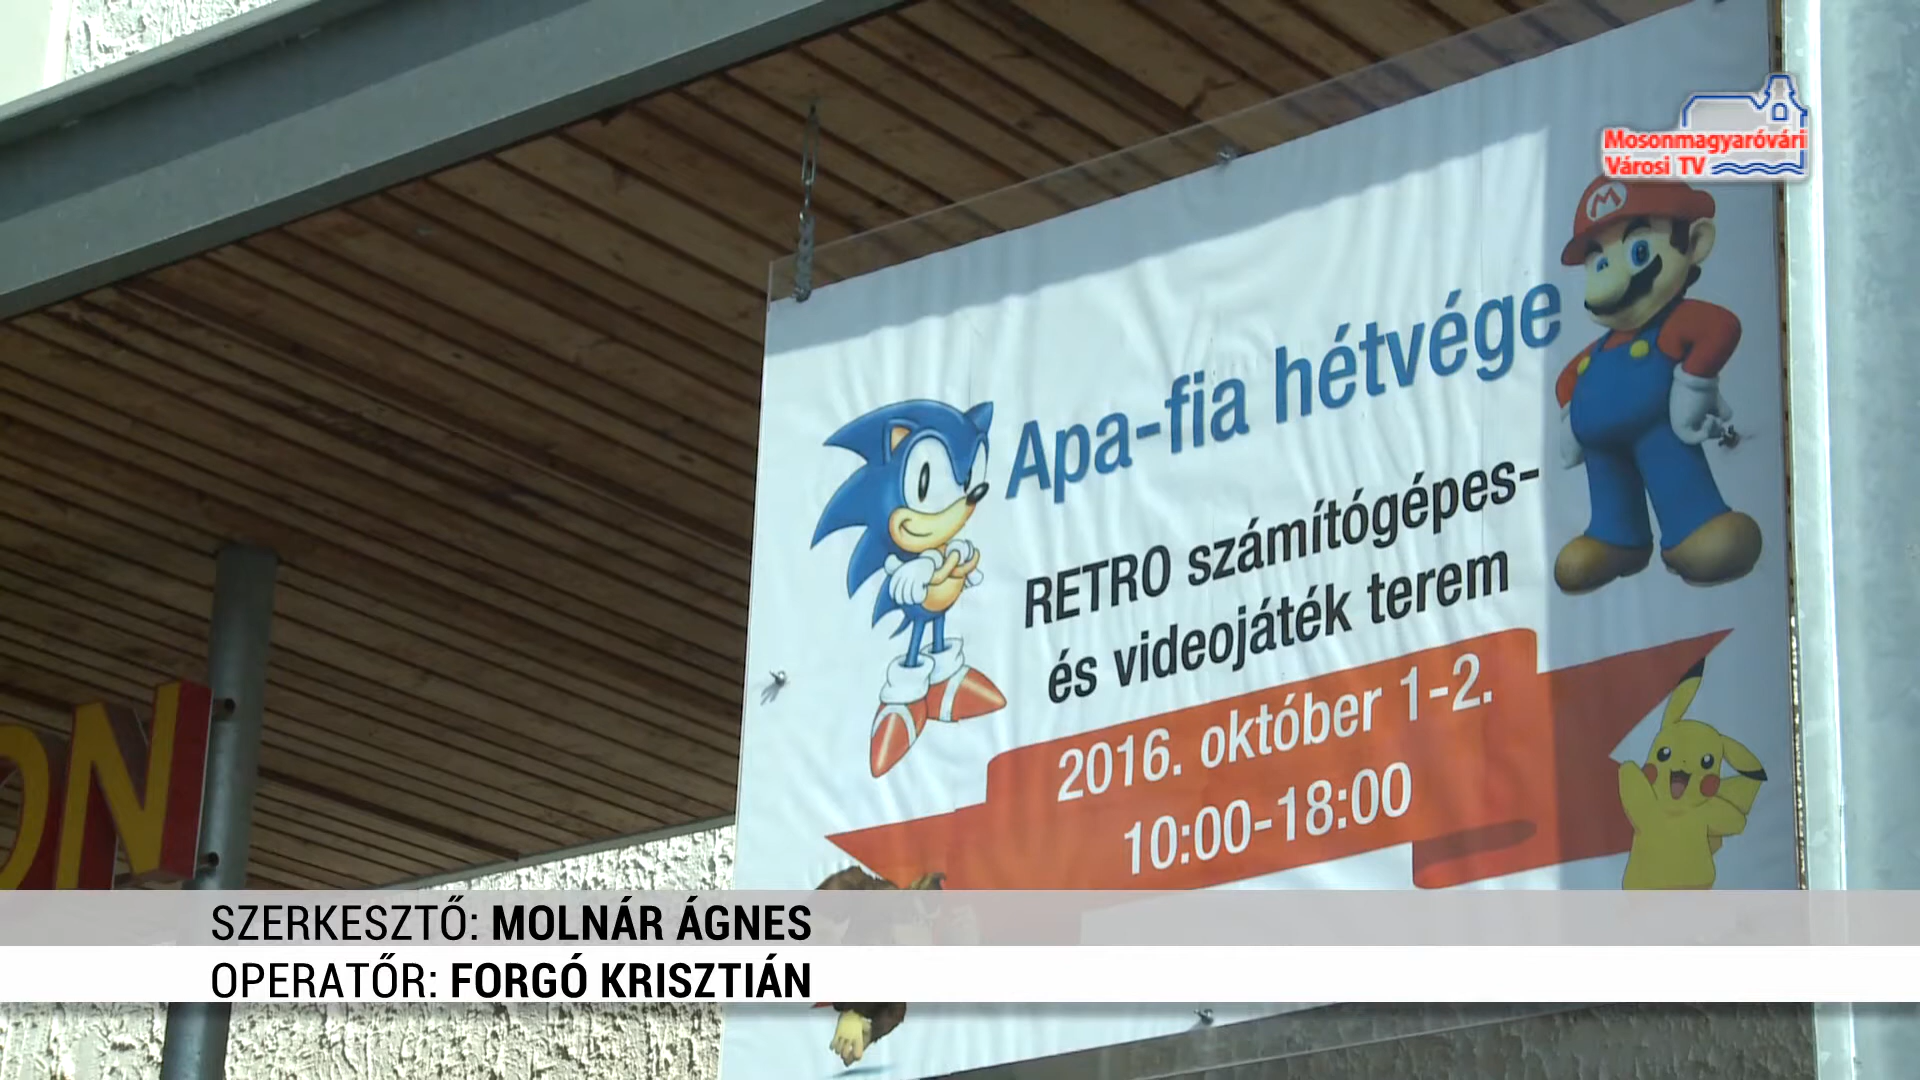 Mosonmagyaróvári
Városi TV
M
Apa-fia hétvége
RETRO számítógépes-
és videojáték terem
2016. október 1-2.
10:00-18:00
ON
SZERKESZTŐ: MOLNÁR ÁGNES
OPERATŐR: FORGÓ KRISZTIÁN